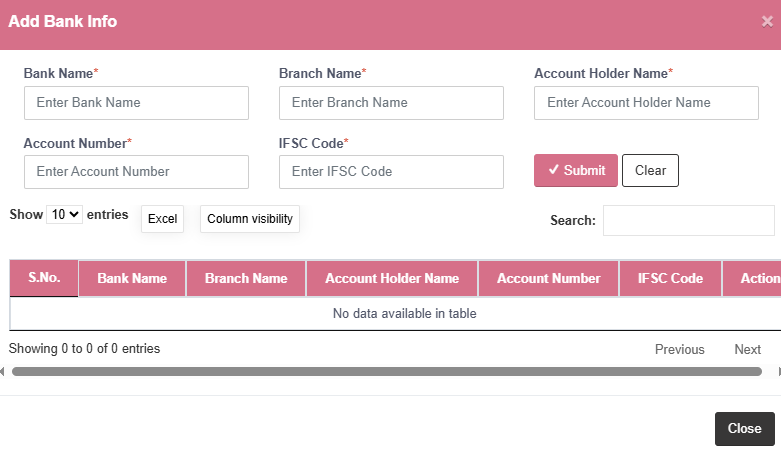 Add Bank Info ×
Bank Name* Branch Name* Account Holder Name*
Enter Bank Name Enter Branch Name Enter Account Holder Name
Account Number* IFSC Code*
Enter Account Number Enter IFSC Code ✓ Submit Clear
Show 10 entries Excel Column visibility Search:
S.No. Bank Name Branch Name Account Holder Name Account Number IFSC Code Action
No data available in table
Showing 0 to 0 of 0 entries Previous Next
Close